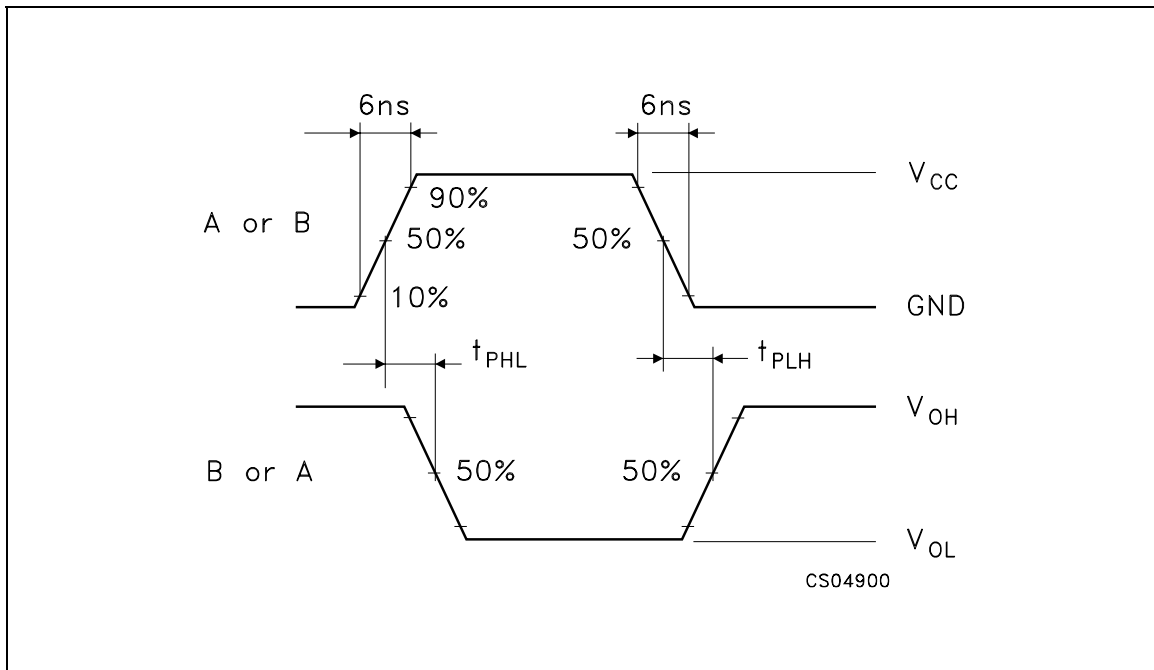 6ns 6ns
V_CC
90%
A or B
50% 50%
10%
GND
t_PHL t_PLH
V_OH
B or A 50% 50%
V_OL
CS04900